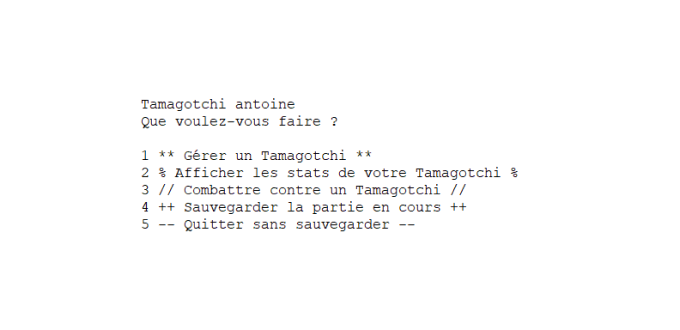 Tamagotchi antoine
Que voulez-vous faire ?
1 ** Gérer un Tamagotchi **
2 % Afficher les stats de votre Tamagotchi %
3 // Combattre contre un Tamagotchi //
4 ++ Sauvegarder la partie en cours ++
5 -- Quitter sans sauvegarder --